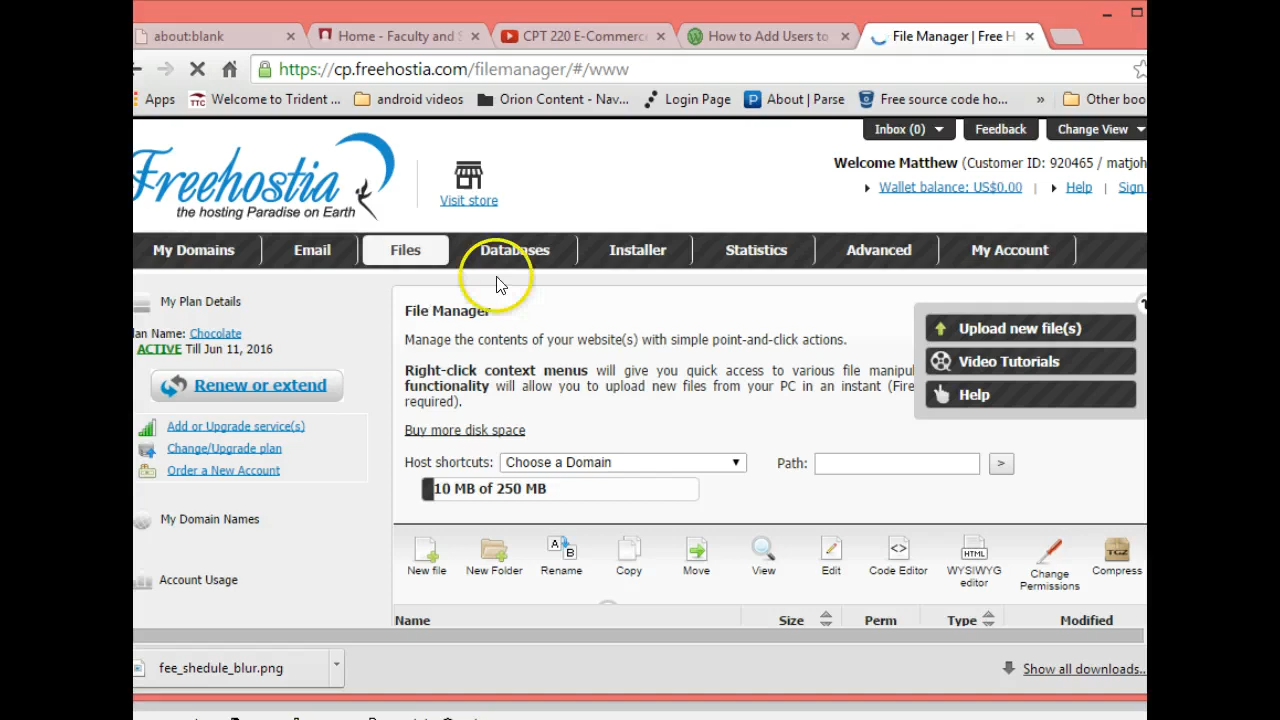 about:blank
Home - Faculty and S
CPT 220 E-Commerce
How to Add Users to
File Manager | Free H
https://cp.freehostia.com/filemanager/#/www
Apps
TTC
Welcome to Trident ...
android videos
Orion Content - Nav...
Login Page
About | Parse
Free source code ho...
»
Other boo
Inbox (0)
Feedback
Change View
Freehostia
the hosting Paradise on Earth
Visit store
Welcome Matthew (Customer ID: 920465 / matjoh
Wallet balance: US$0.00 | Help | Sign
My Domains
Email
Files
Databases
Installer
Statistics
Advanced
My Account
My Plan Details
lan Name: Chocolate
ACTIVE Till Jun 11, 2016
Renew or extend
Add or Upgrade service(s)
Change/Upgrade plan
Order a New Account
My Domain Names
Account Usage
File Manager
Manage the contents of your website(s) with simple point-and-click actions.
Right-click context menus will give you quick access to various file manipul
functionality will allow you to upload new files from your PC in an instant (Fire
required).
Buy more disk space
Upload new file(s)
Video Tutorials
Help
Host shortcuts: Choose a Domain
Path: >
10 MB of 250 MB
New file
New Folder
Rename
Copy
Move
View
Edit
Code Editor
WYSIWYG editor
Change Permissions
Compress
Name
Size
Perm
Type
Modified
fee_shedule_blur.png
Show all downloads..